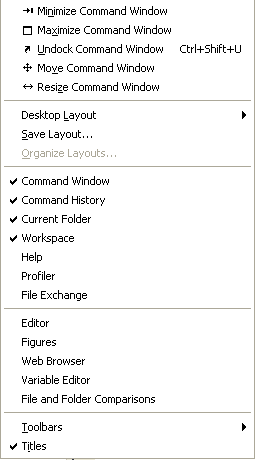 Minimize Command Window
Maximize Command Window
Undock Command Window Ctrl+Shift+U
Move Command Window
Resize Command Window
Desktop Layout
Save Layout...
Organize Layouts...
Command Window
Command History
Current Folder
Workspace
Help
Profiler
File Exchange
Editor
Figures
Web Browser
Variable Editor
File and Folder Comparisons
Toolbars
Titles